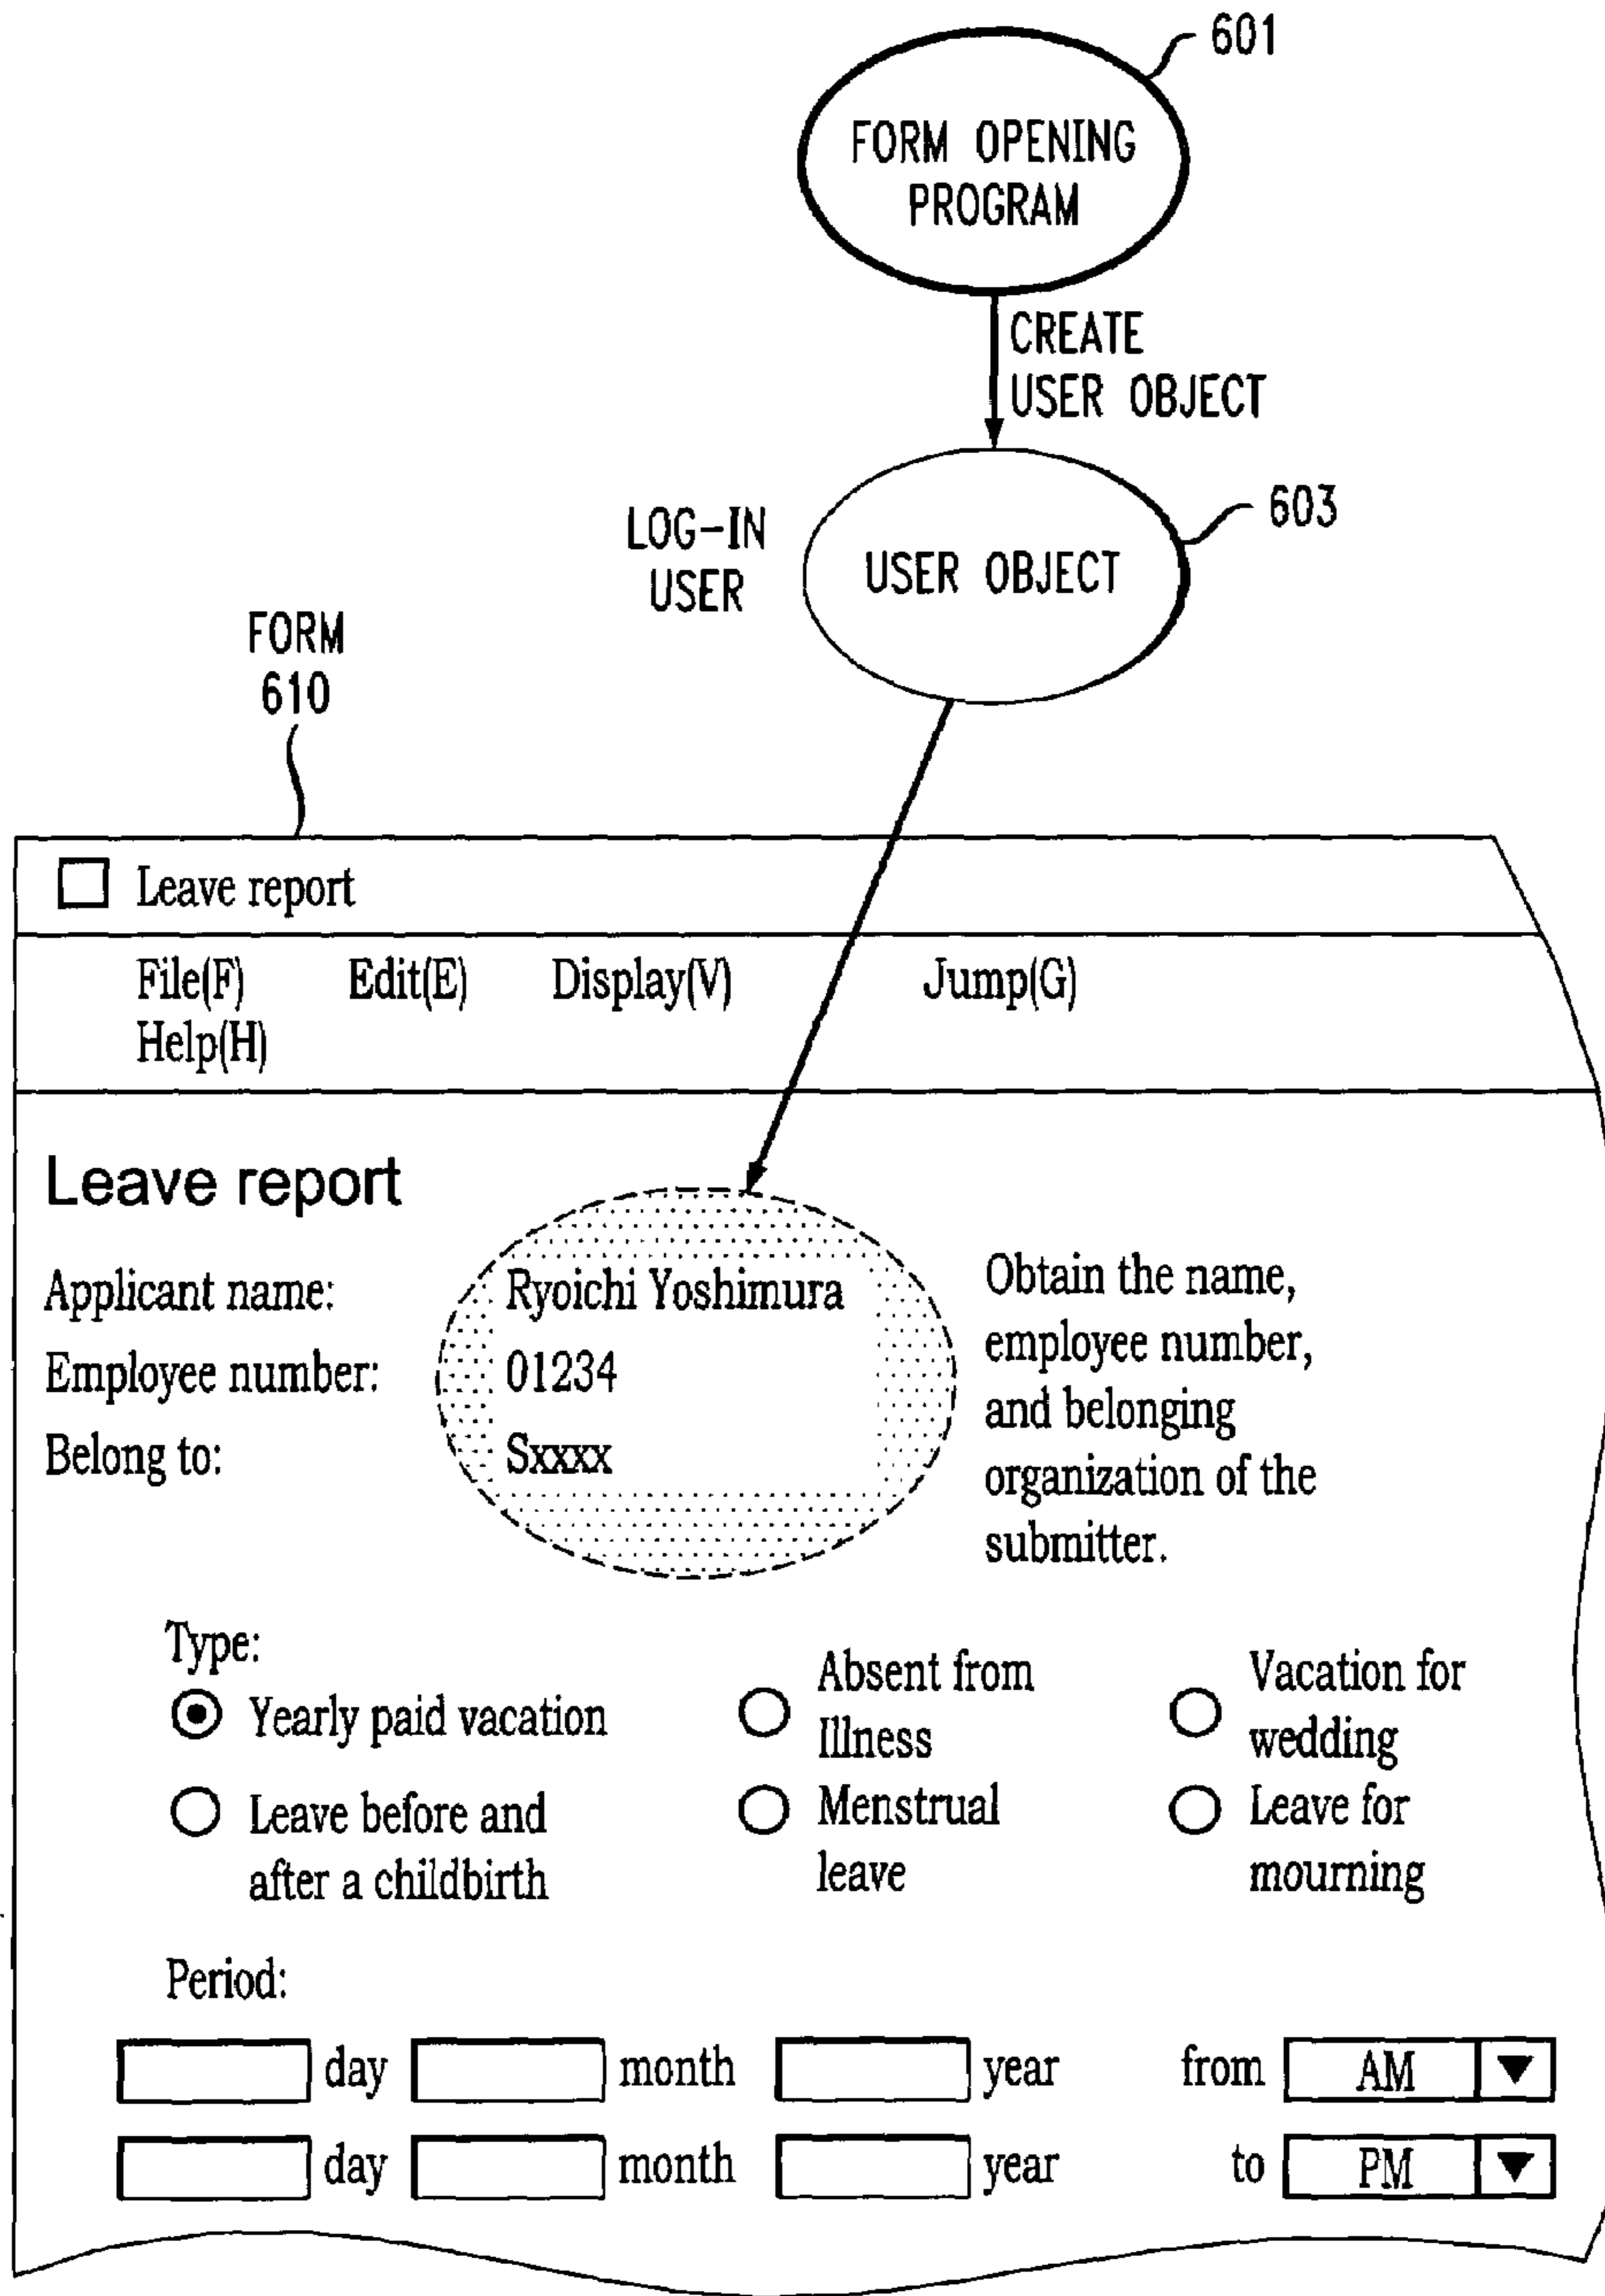 601
FORM OPENING
PROGRAM
CREATE
USER OBJECT
603
LOG-IN
USER
USER OBJECT
FORM
610
Leave report
File(F) Edit(E) Display(V) Jump(G)
Help(H)
Leave report
Applicant name: Ryoichi Yoshimura
Employee number: 01234
Belong to: Sxxxx
Obtain the name,
employee number,
and belonging
organization of the
submitter.
Type:
Yearly paid vacation
Absent from
Illness
Vacation for
wedding
Leave before and
after a childbirth
Menstrual
leave
Leave for
mourning
Period:
day month year from AM
day month year to PM